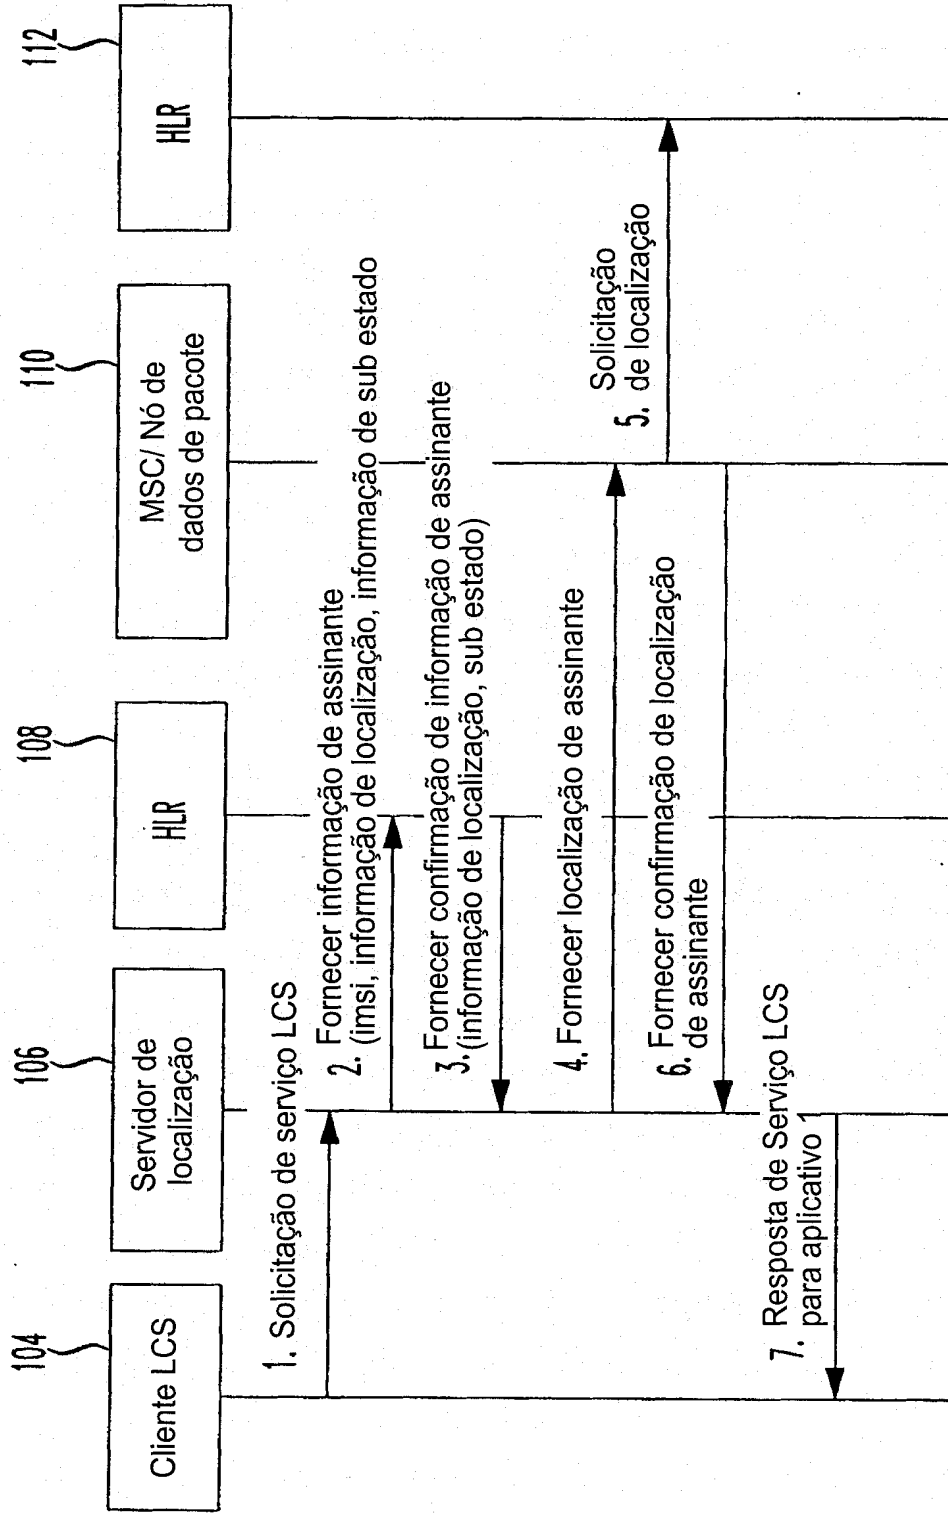 104
106
108
110
112
Cliente LCS
Servidor de
localização
HLR
MSC/ Nó de
dados de pacote
HLR
1. Solicitação de serviço LCS
2. Fornecer informação de assinante
(imsi, informação de localização, informação de sub estado
3. Fornecer confirmação de informação de assinante
(informação de localização, sub estado)
4. Fornecer localização de assinante
5. Solicitação
de localização
6. Fornecer confirmação de localização
de assinante
7. Resposta de Serviço LCS
para aplicativo 1